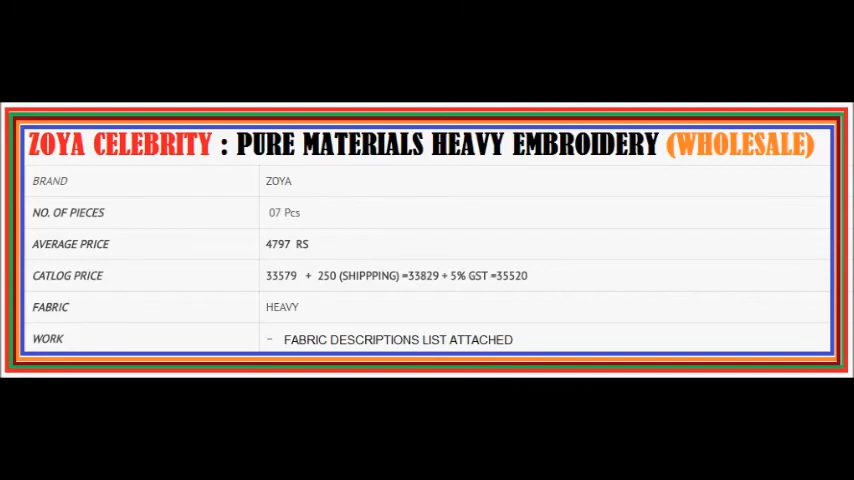 ZOYA CELEBRITY : PURE MATERIALS HEAVY EMBROIDERY (WHOLESALE)
BRAND ZOYA
NO. OF PIECES 07 Pcs
AVERAGE PRICE 4797 RS
CATLOG PRICE 33579 + 250 (SHIPPPING) =33829 + 5% GST =35520
FABRIC HEAVY
WORK - FABRIC DESCRIPTIONS LIST ATTACHED